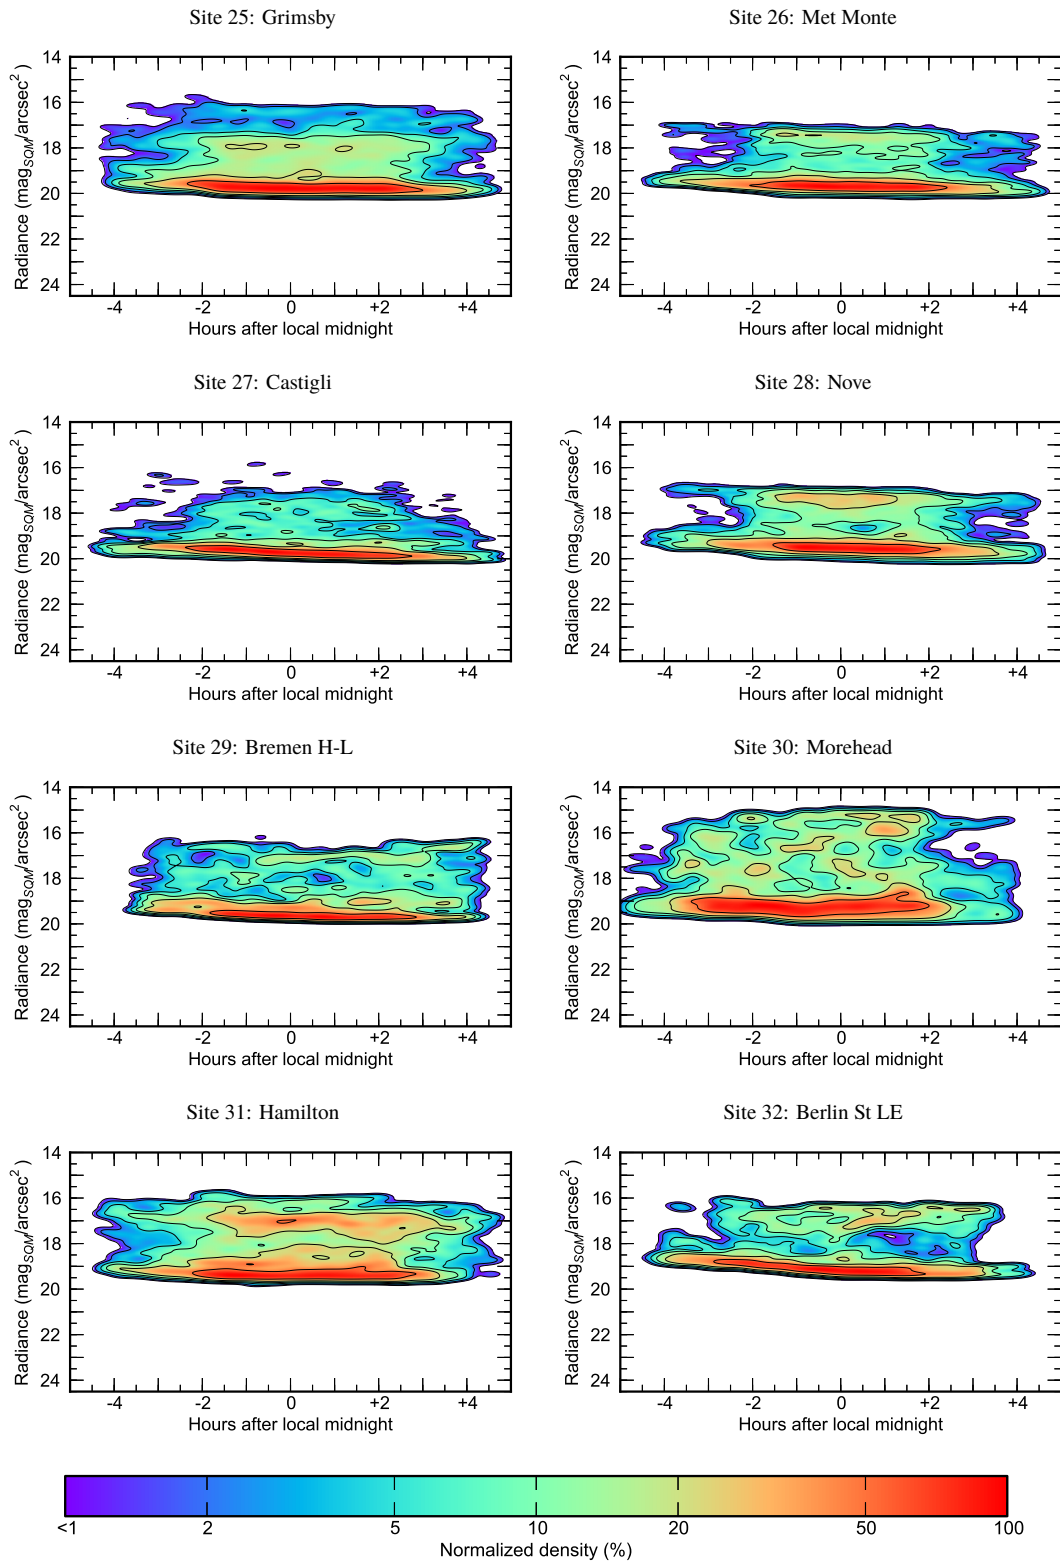 Site 25: Grimsby
Site 26: Met Monte
14
16
18
20
22
24
Radiance (mag_SQM/arcsec²)
-4 -2 0 +2 +4
Hours after local midnight
14
16
18
20
22
24
Radiance (mag_SQM/arcsec²)
-4 -2 0 +2 +4
Hours after local midnight
Site 27: Castigli
Site 28: Nove
14
16
18
20
22
24
Radiance (mag_SQM/arcsec²)
-4 -2 0 +2 +4
Hours after local midnight
14
16
18
20
22
24
Radiance (mag_SQM/arcsec²)
-4 -2 0 +2 +4
Hours after local midnight
Site 29: Bremen H-L
Site 30: Morehead
14
16
18
20
22
24
Radiance (mag_SQM/arcsec²)
-4 -2 0 +2 +4
Hours after local midnight
14
16
18
20
22
24
Radiance (mag_SQM/arcsec²)
-4 -2 0 +2 +4
Hours after local midnight
Site 31: Hamilton
Site 32: Berlin St LE
14
16
18
20
22
24
Radiance (mag_SQM/arcsec²)
-4 -2 0 +2 +4
Hours after local midnight
14
16
18
20
22
24
Radiance (mag_SQM/arcsec²)
-4 -2 0 +2 +4
Hours after local midnight
<1 2 5 10 20 50 100
Normalized density (%)